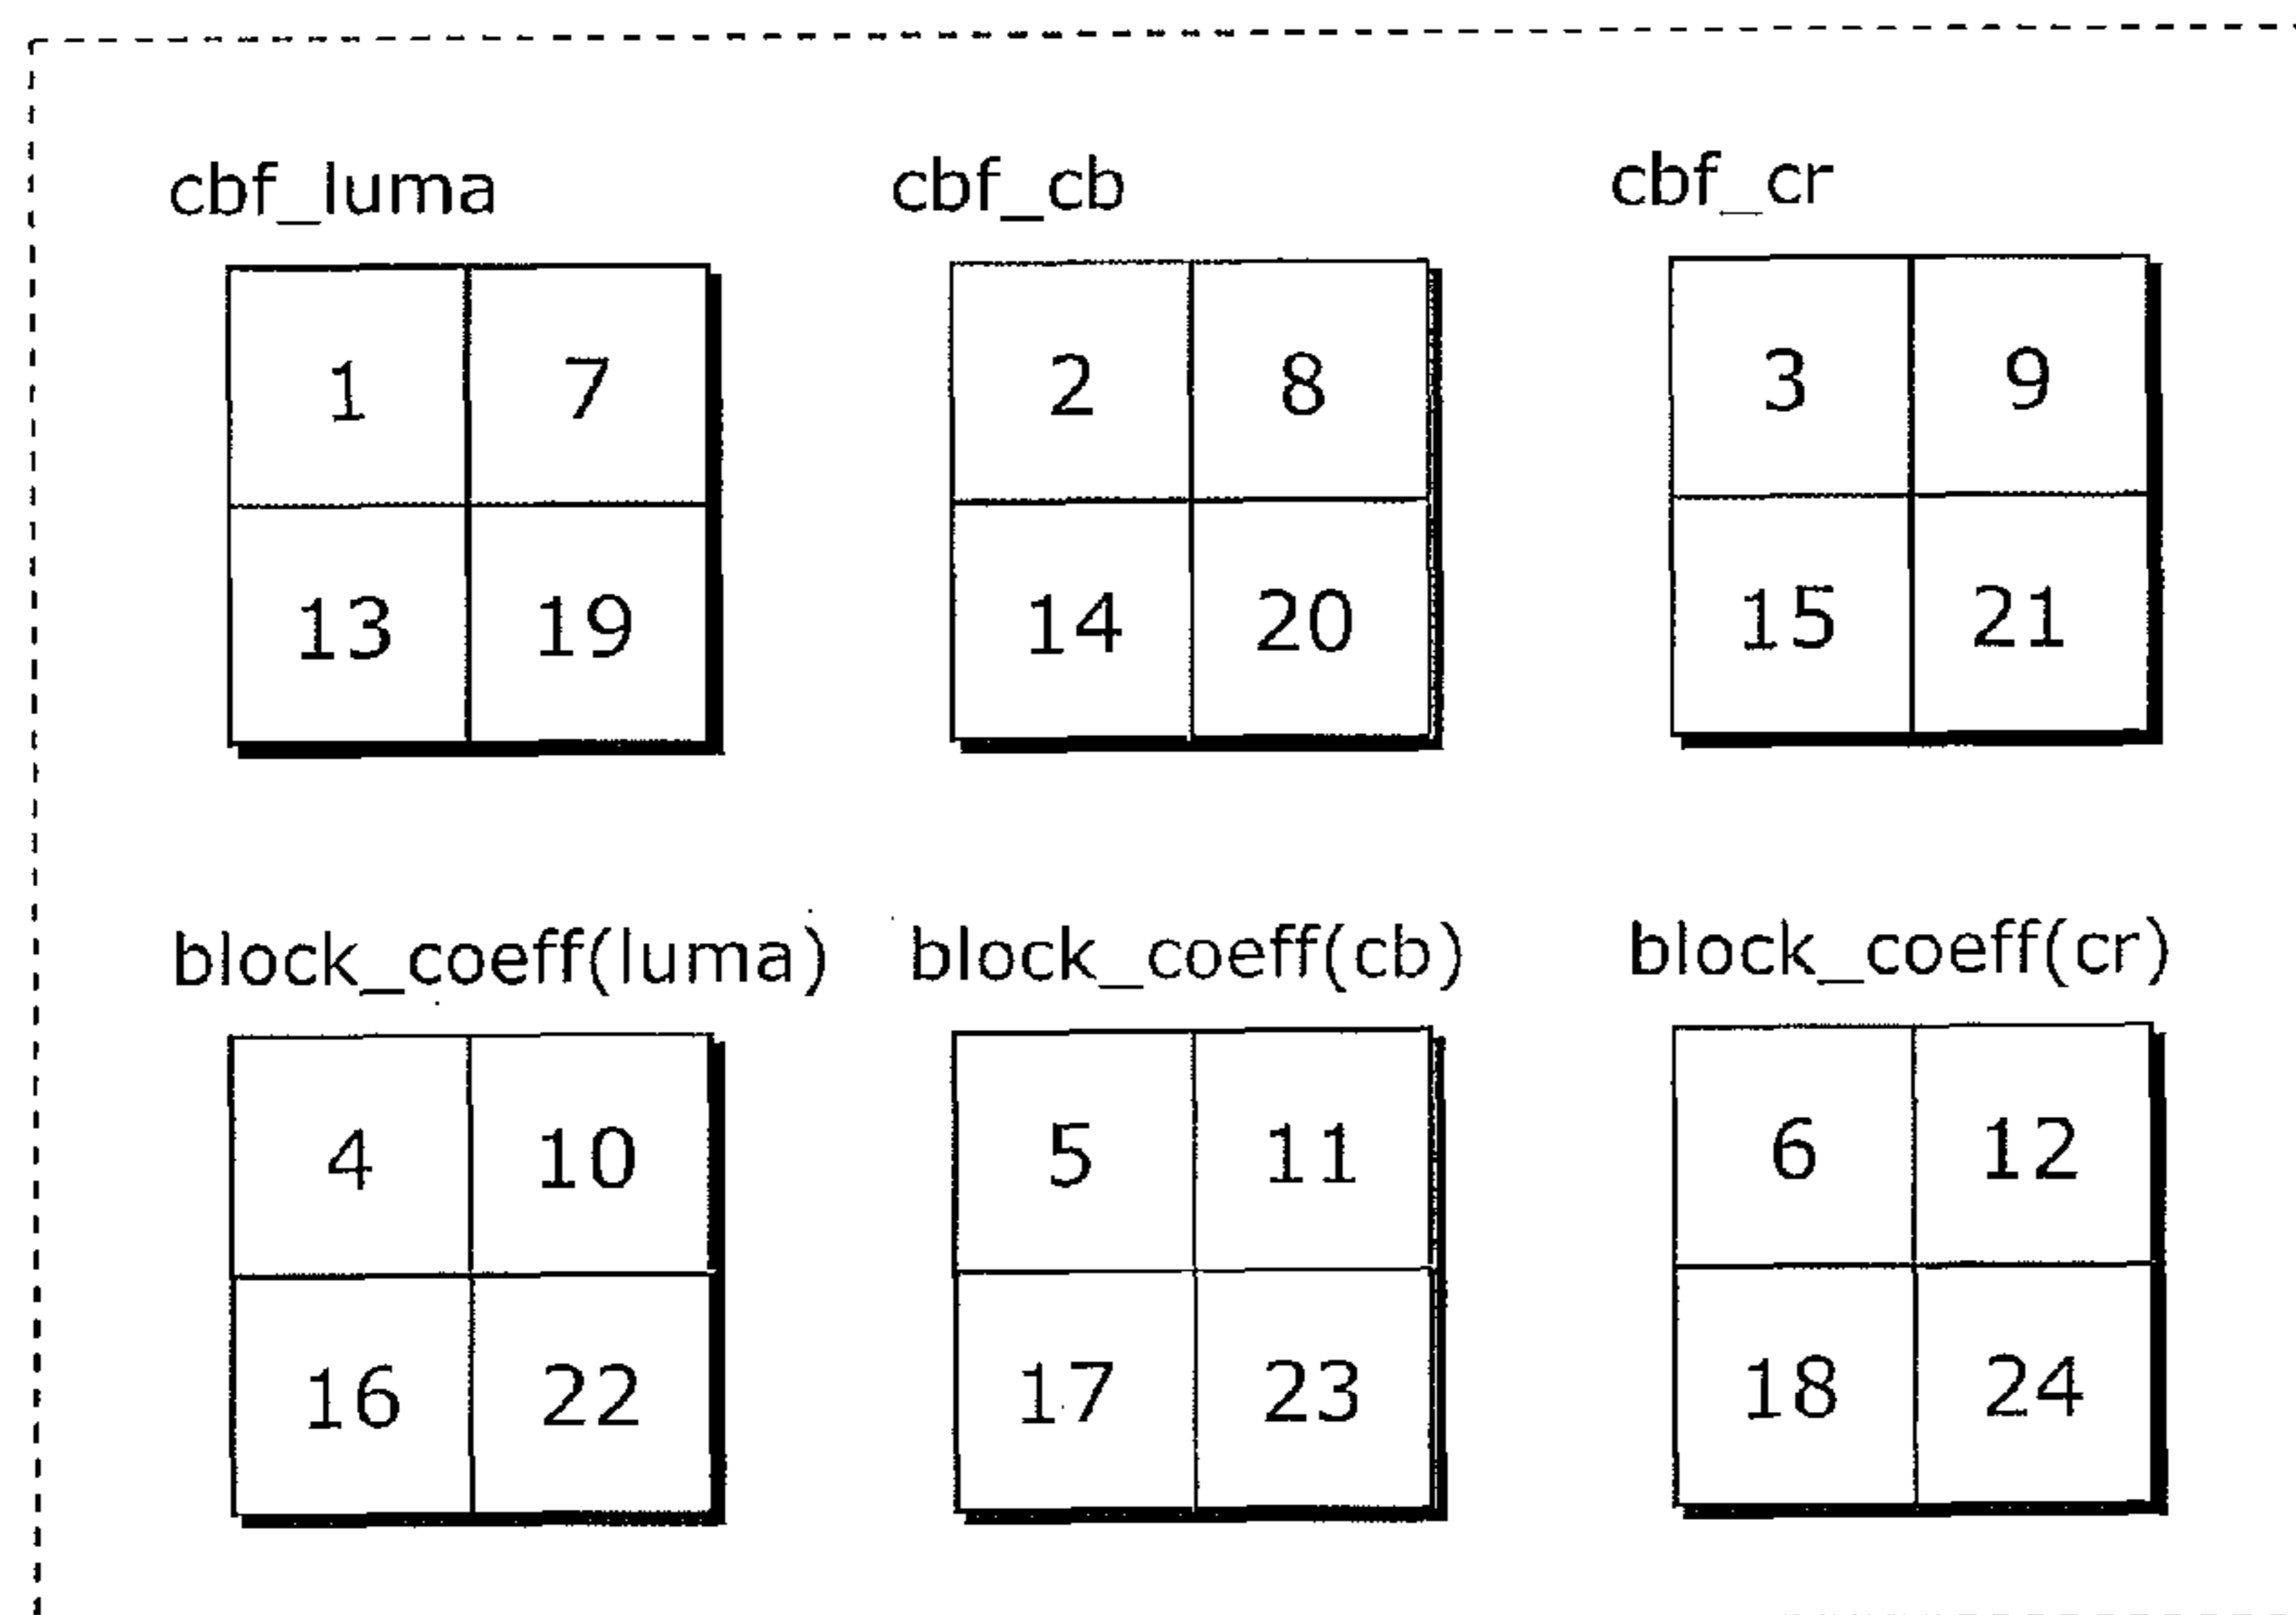 cbf_luma cbf_cb cbf_cr
1 7 2 8 3 9
13 19 14 20 15 21
block_coeff(luma) block_coeff(cb) block_coeff(cr)
4 10 5 11 6 12
16 22 17 23 18 24